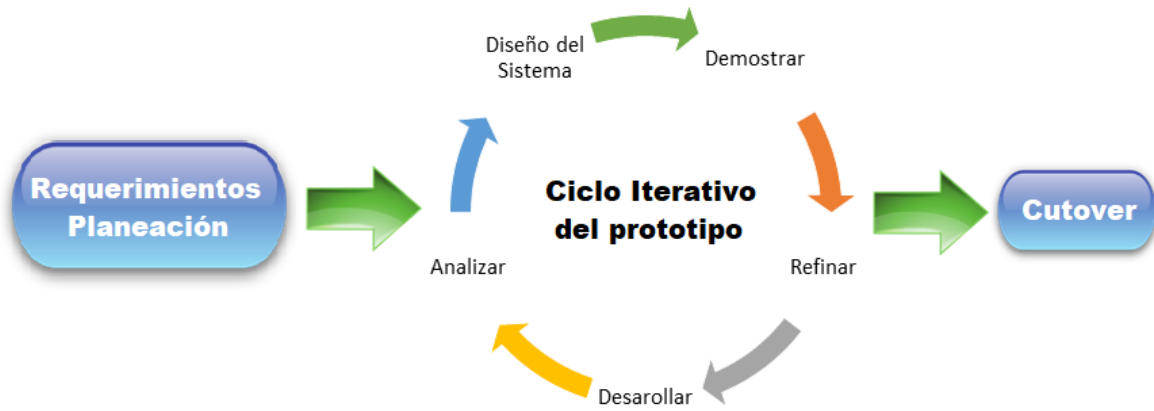 Requerimientos
Planeación
Diseño del
Sistema
Demostrar
Ciclo Iterativo
del prototipo
Analizar
Refinar
Desarollar
Cutover